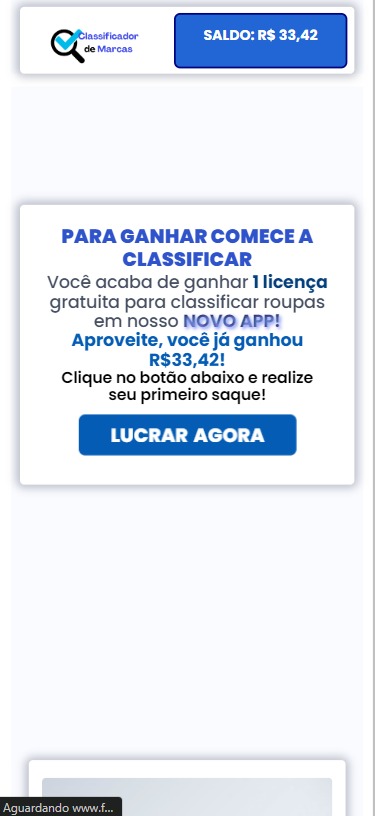 Classificador
de Marcas
SALDO: R$ 33,42
PARA GANHAR COMECE A
CLASSIFICAR
Você acaba de ganhar 1 licença
gratuita para classificar roupas
em nosso NOVO APP!
Aproveite, você já ganhou
R$33,42!
Clique no botão abaixo e realize
seu primeiro saque!
LUCRAR AGORA
Aguardando www.f...